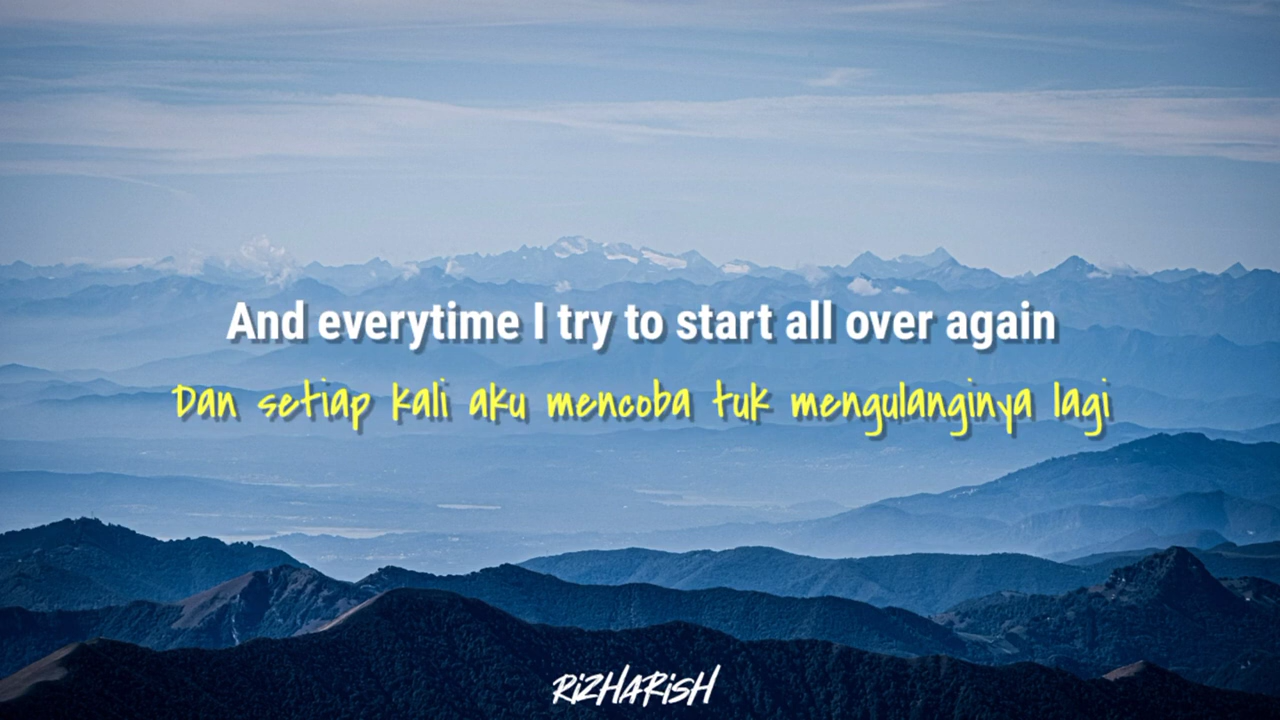 And everytime I try to start all over again
Dan setiap kali aku mencoba tuk mengulanginya lagi
RiZHARiSH